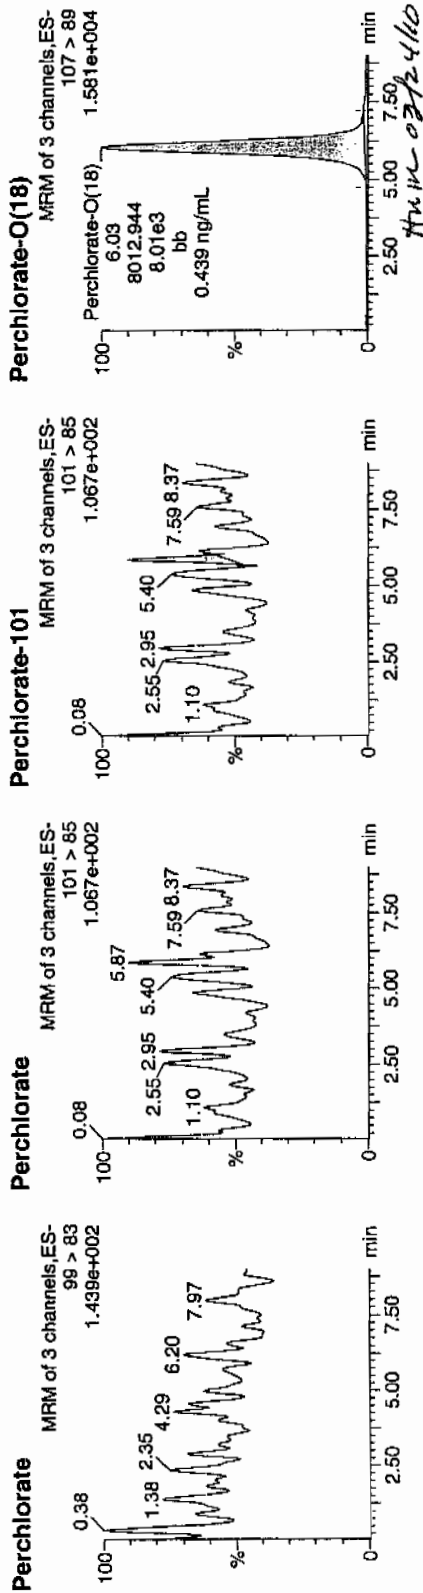 Perchlorate
MRM of 3 channels,ES-
99 > 83
1.439e+002
100
0.38
1.38
2.35
4.29
6.20
7.97
%
0
2.50
5.00
7.50
min
Perchlorate
MRM of 3 channels,ES-
101 > 85
1.067e+002
100
0.08
1.10
2.55
2.95
5.40
5.87
7.59
8.37
%
0
2.50
5.00
7.50
min
Perchlorate-101
MRM of 3 channels,ES-
101 > 85
1.067e+002
100
0.08
1.10
2.55
2.95
5.40
7.59
8.37
%
0
2.50
5.00
7.50
min
Perchlorate-O(18)
MRM of 3 channels,ES-
107 > 89
1.581e+004
100
Perchlorate-O(18)
6.03
8012.944
8.01e3
bb
0.439 ng/mL
%
0
2.50
5.00
7.50
min